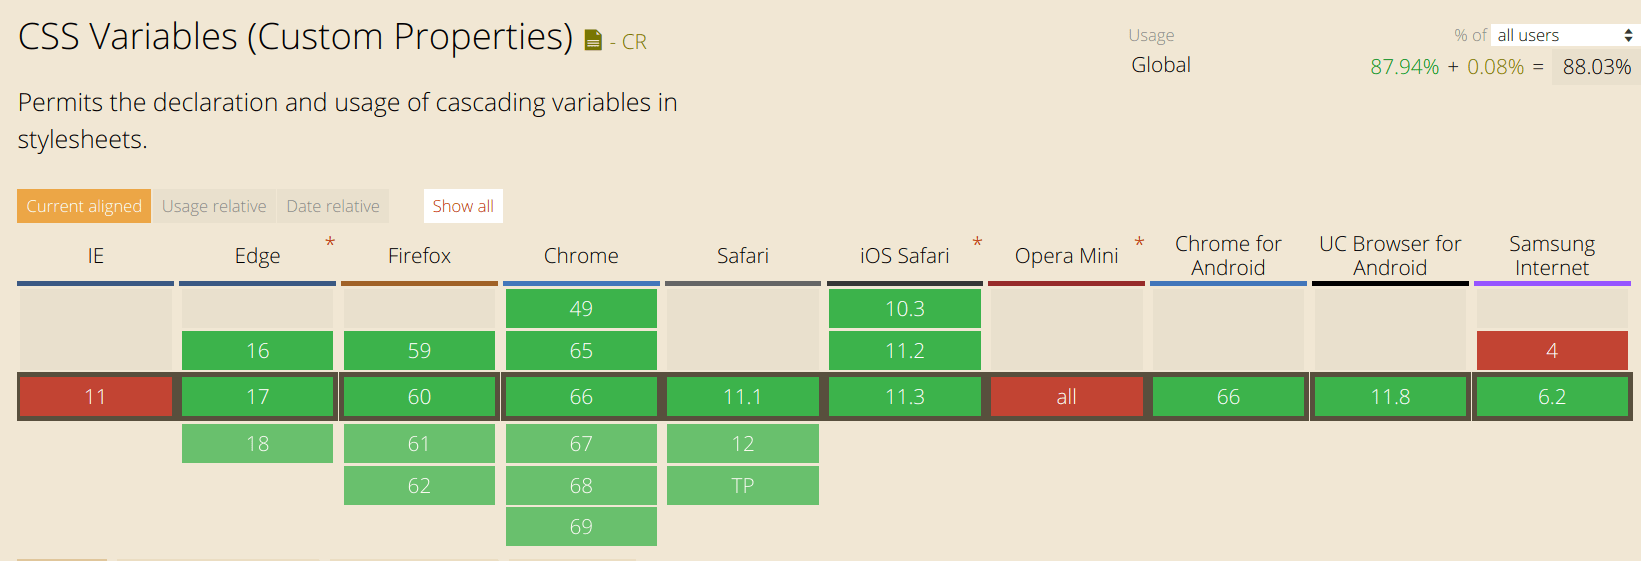 CSS Variables (Custom Properties) - CR
Usage % of all users
Global 87.94% + 0.08% = 88.03%
Permits the declaration and usage of cascading variables in
stylesheets.
Current aligned Usage relative Date relative Show all
IE Edge * Firefox Chrome Safari iOS Safari * Opera Mini * Chrome for Android UC Browser for Android Samsung Internet
49 10.3
16 59 65 11.2 4
11 17 60 66 11.1 11.3 all 66 11.8 6.2
18 61 67 12
62 68 TP
69